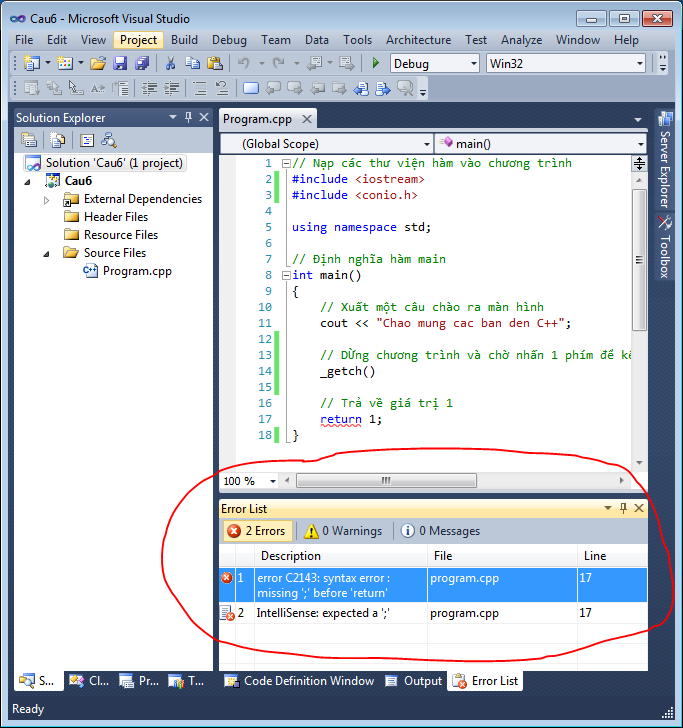 Cau6 - Microsoft Visual Studio
File Edit View Project Build Debug Team Data Tools Architecture Test Analyze Window Help
Debug Win32
Solution Explorer
Solution 'Cau6' (1 project)
Cau6
External Dependencies
Header Files
Resource Files
Source Files
Program.cpp
Program.cpp
(Global Scope) main()
1 // Nạp các thư viện hàm vào chương trình
2 #include <iostream>
3 #include <conio.h>
4
5 using namespace std;
6
7 // Định nghĩa hàm main
8 int main()
9 {
10 // Xuất một câu chào ra màn hình
11 cout << "Chao mung cac ban den C++";
12
13 // Dừng chương trình và chờ nhấn 1 phím để kế
14 _getch()
15
16 // Trả về giá trị 1
17 return 1;
18 }
100 %
Server Explorer
Toolbox
Error List
2 Errors 0 Warnings 0 Messages
Description File Line
1 error C2143: syntax error : missing ';' before 'return' program.cpp 17
2 IntelliSense: expected a ';' program.cpp 17
S... Cl... Pr... T... Code Definition Window Output Error List
Ready